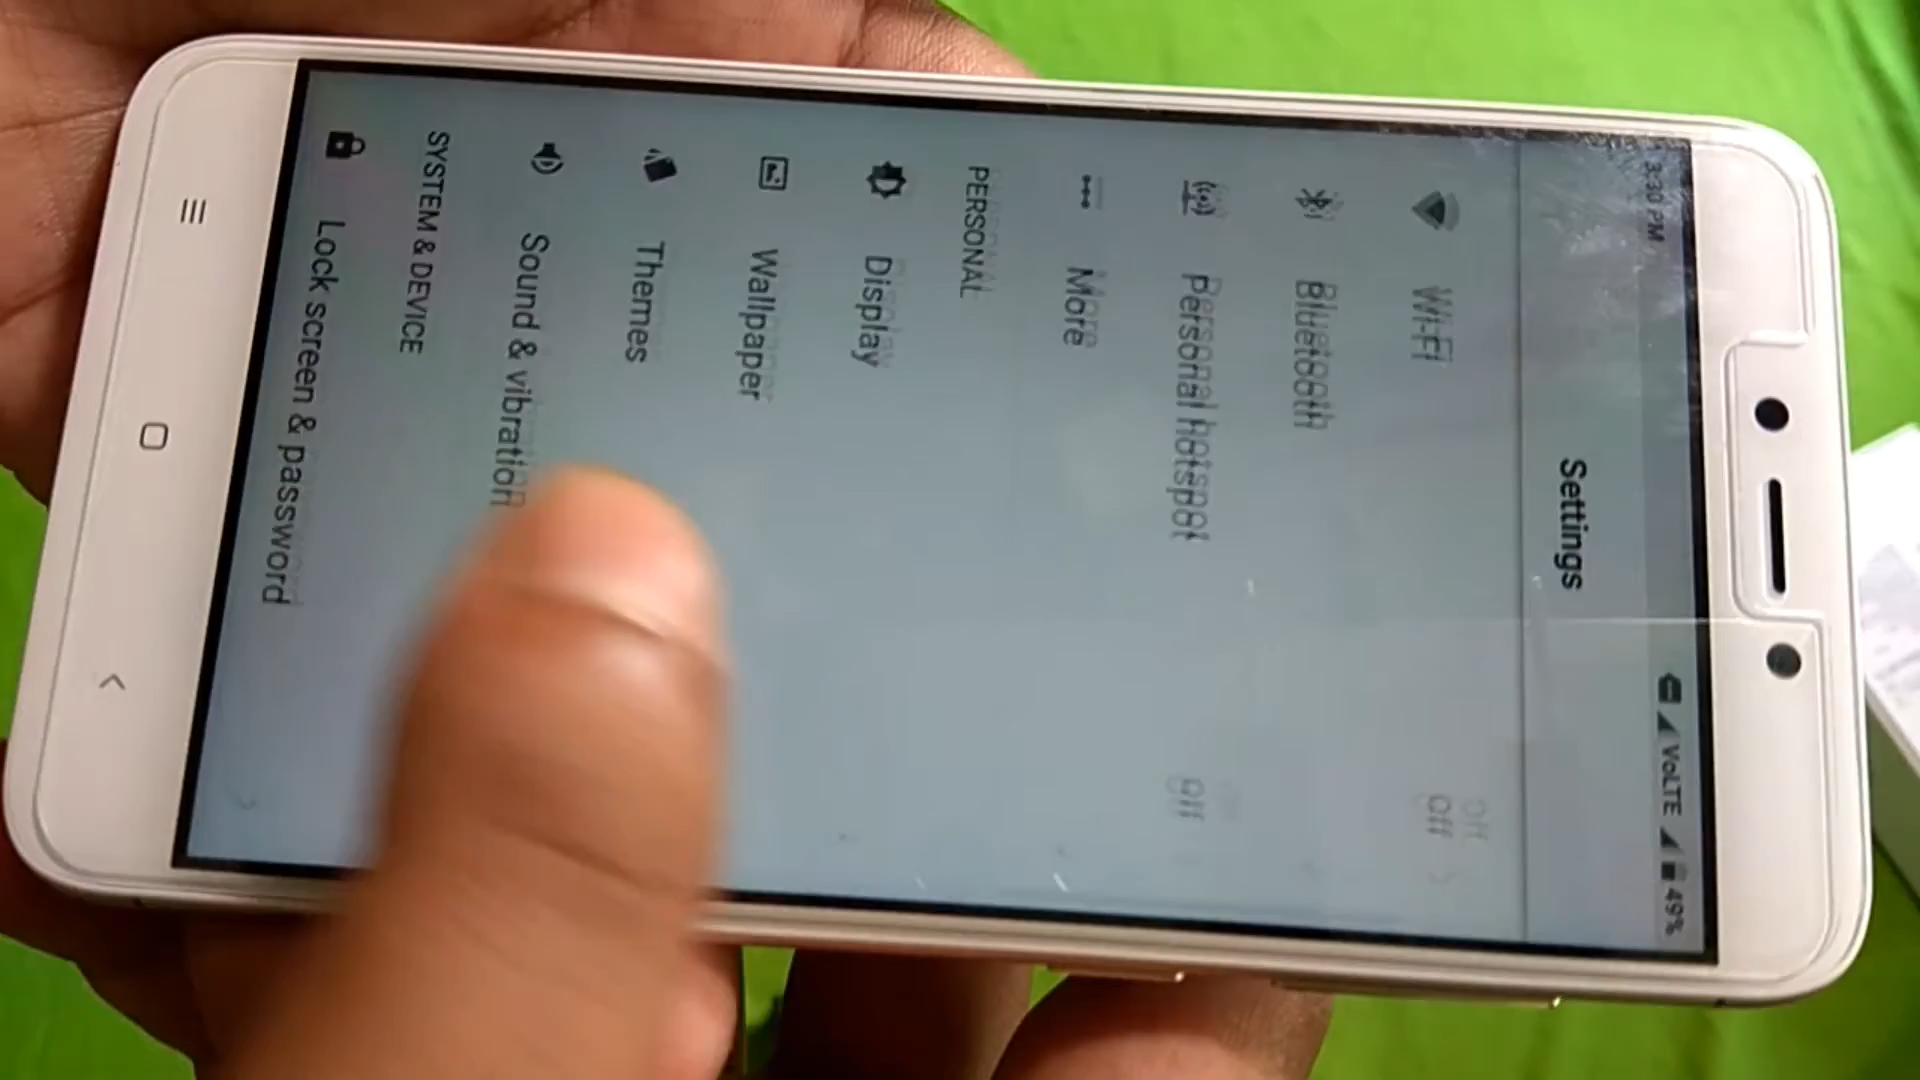 3:30 PM VoLTE 49%
Settings
Wi-Fi Off
Bluetooth
Personal hotspot Off
More
PERSONAL
Display
Wallpaper
Themes
Sound & vibration
SYSTEM & DEVICE
Lock screen & password